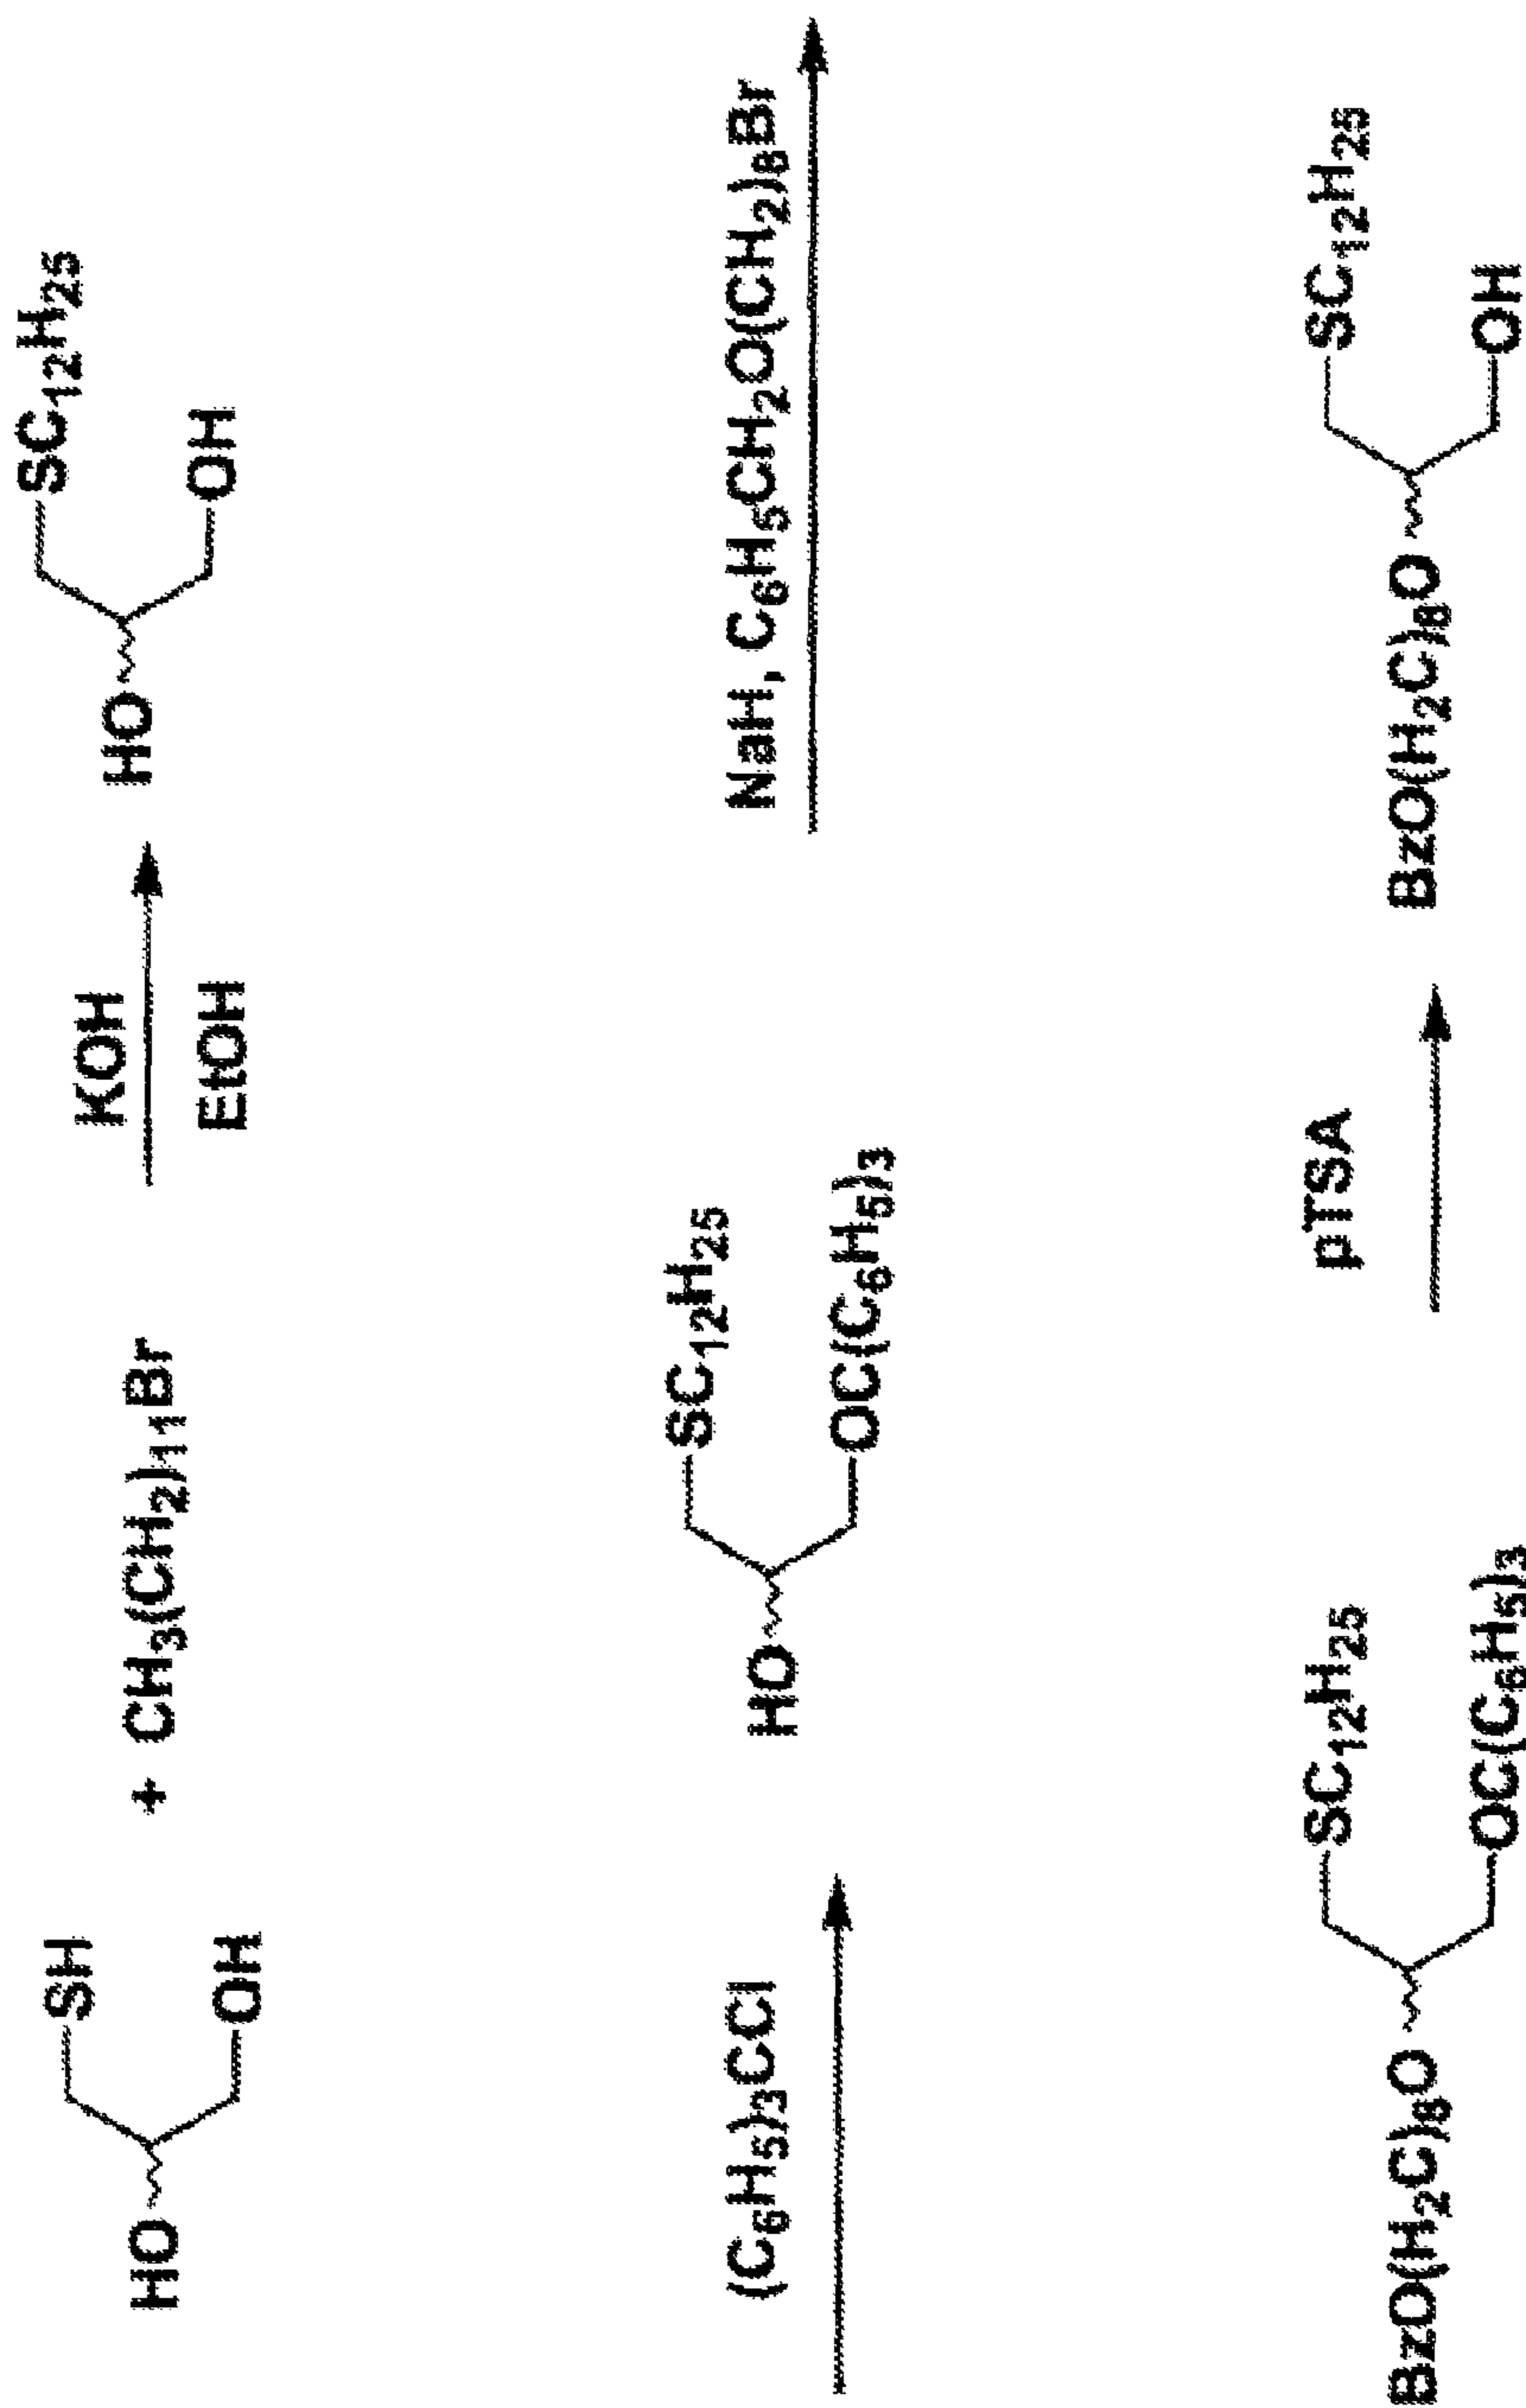 SH
HO
OH
+ CH3(CH2)11Br
KOH
EtOH
SC12H25
HO
OH
(C6H5)3CCl
SC12H25
HO
OC(C6H5)3
NaH, C6H5CH2O(CH2)8Br
SC12H25
BzO(H2C)8O
OC(C6H5)3
pTSA
SC12H25
BzO(H2C)8O
OH